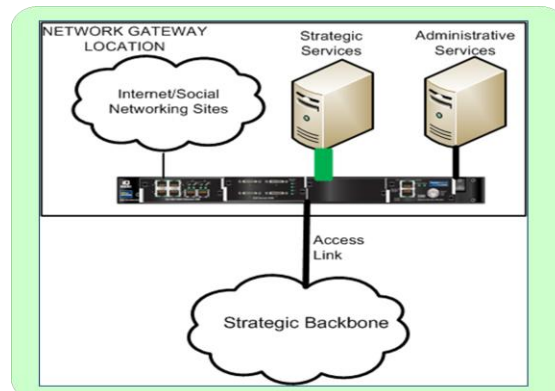 NETWORK GATEWAY
LOCATION
Strategic
Services
Administrative
Services
Internet/Social
Networking Sites
Access
Link
Strategic Backbone